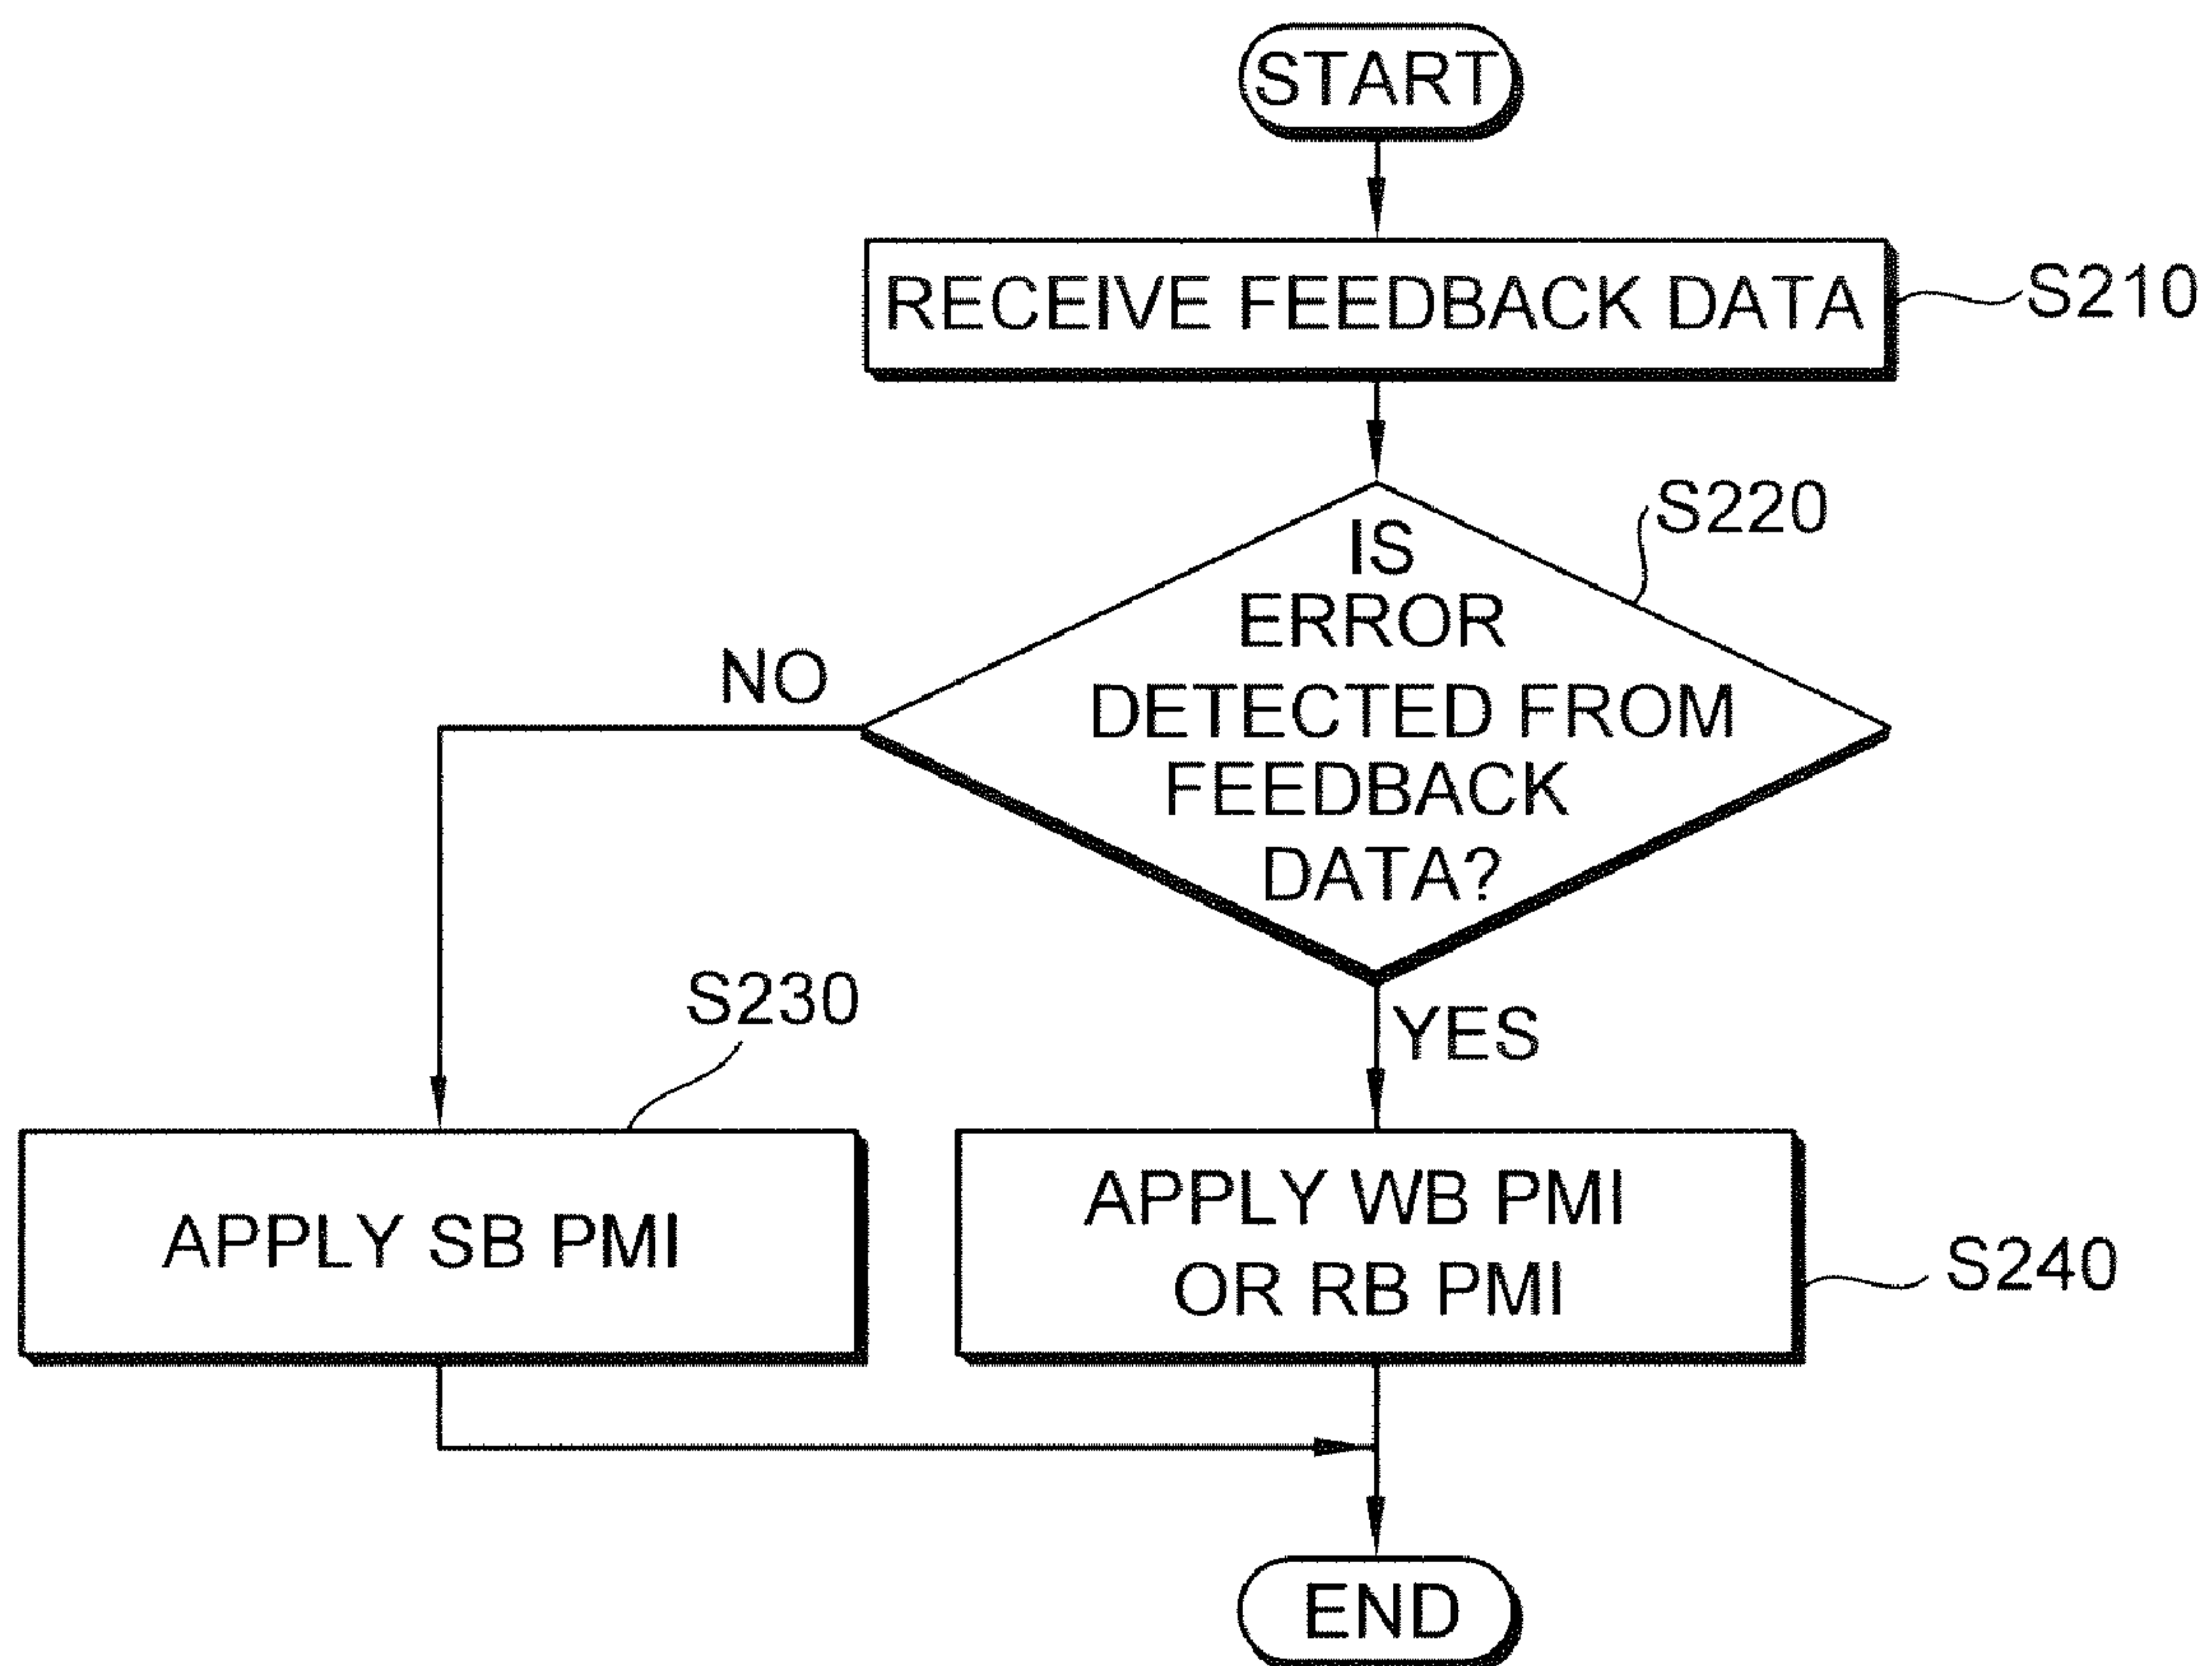 START
RECEIVE FEEDBACK DATA
S210
S220
IS
ERROR
DETECTED FROM
FEEDBACK
DATA?
NO
YES
S230
APPLY SB PMI
APPLY WB PMI
OR RB PMI
S240
END